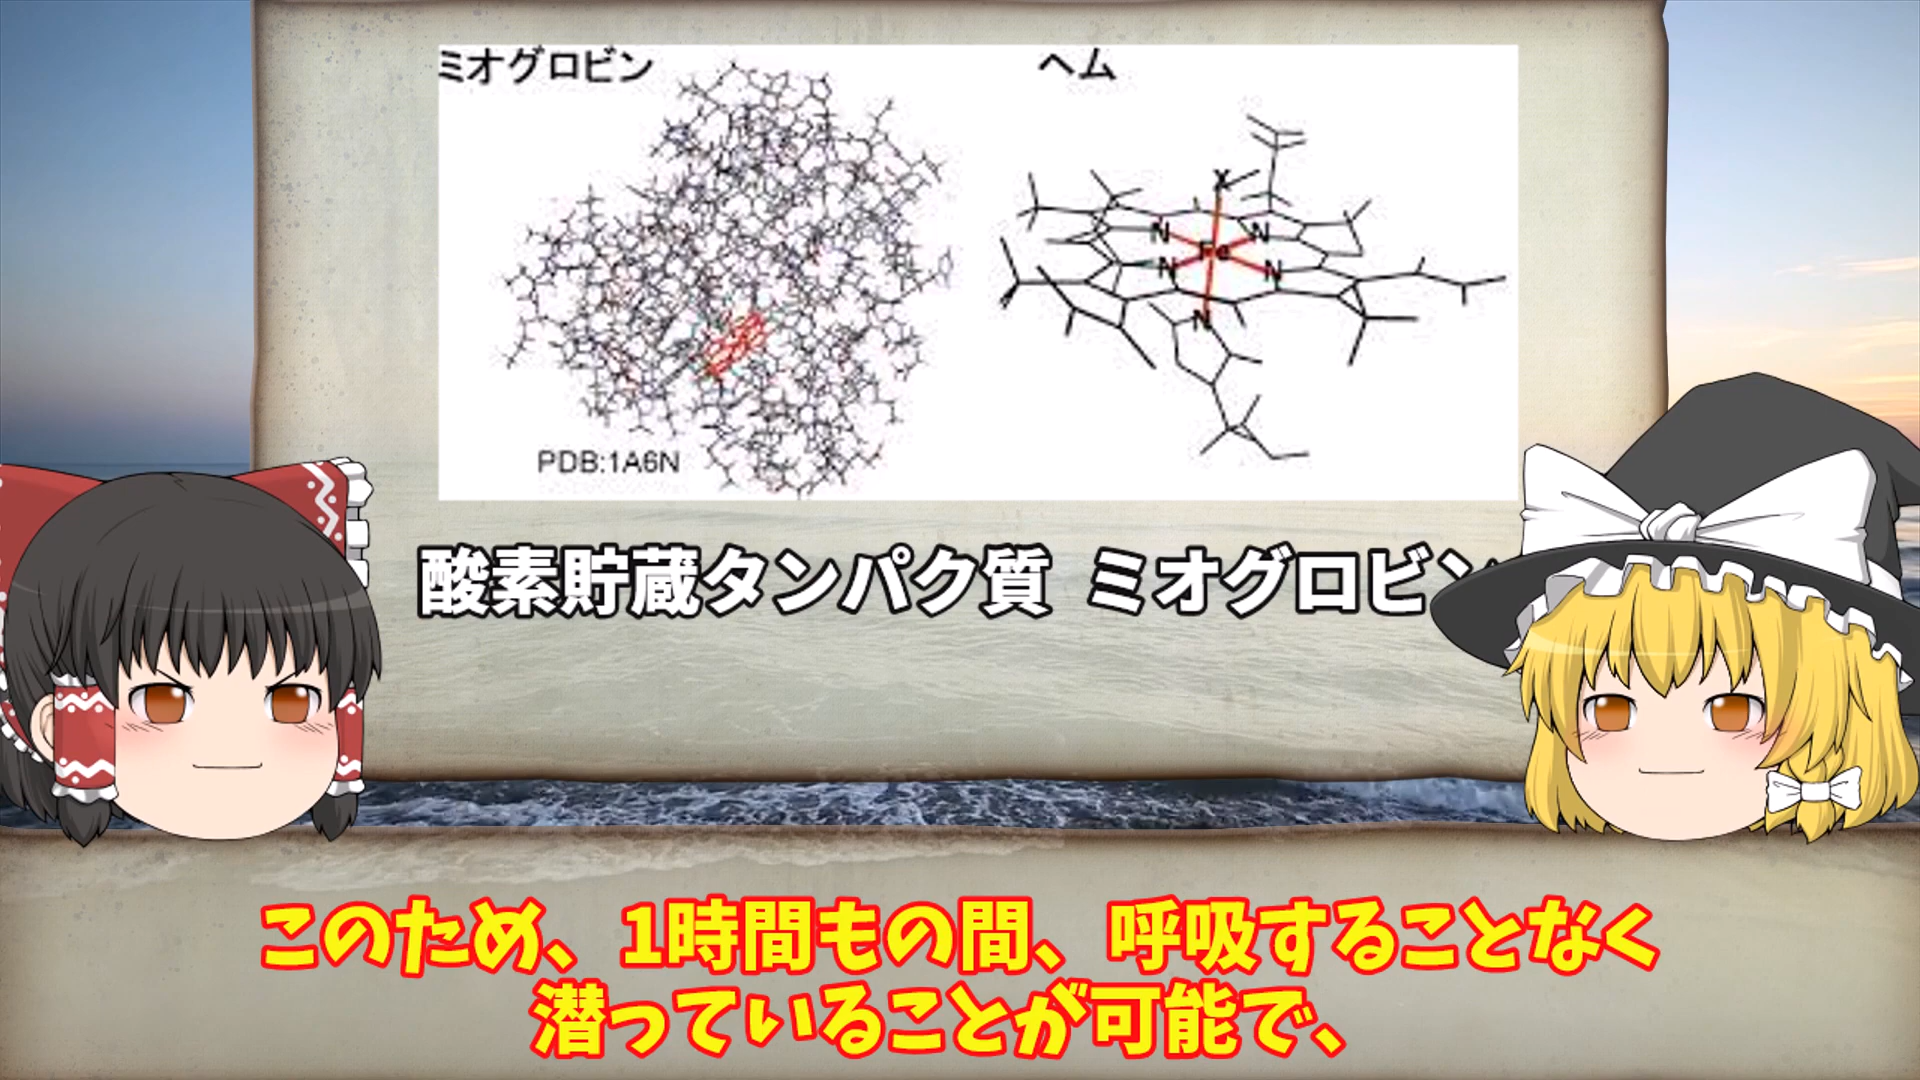 ミオグロビン
ヘム
X
N
N
Fe
N
N
N
PDB:1A6N
酸素貯蔵タンパク質 ミオグロビン
このため、1時間もの間、呼吸することなく
潜っていることが可能で、